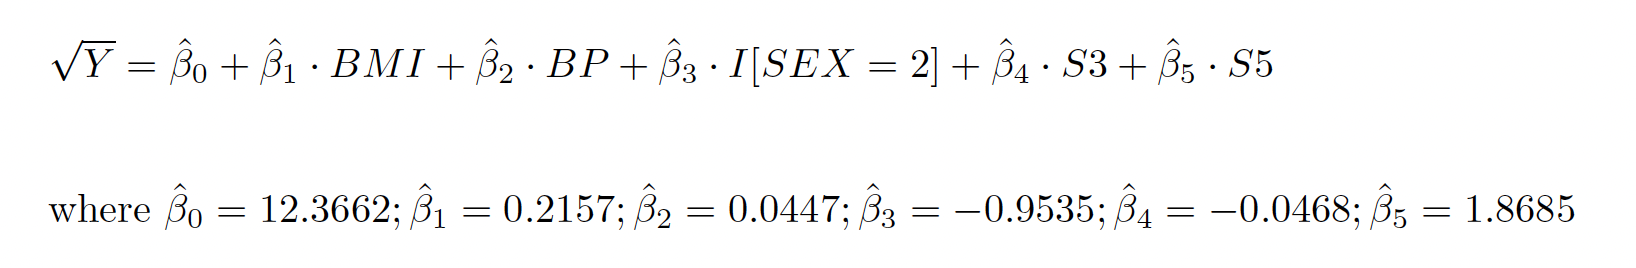 √Y = β̂₀ + β̂₁ · BMI + β̂₂ · BP + β̂₃ · I[SEX = 2] + β̂₄ · S3 + β̂₅ · S5
where β̂₀ = 12.3662; β̂₁ = 0.2157; β̂₂ = 0.0447; β̂₃ = −0.9535; β̂₄ = −0.0468; β̂₅ = 1.8685